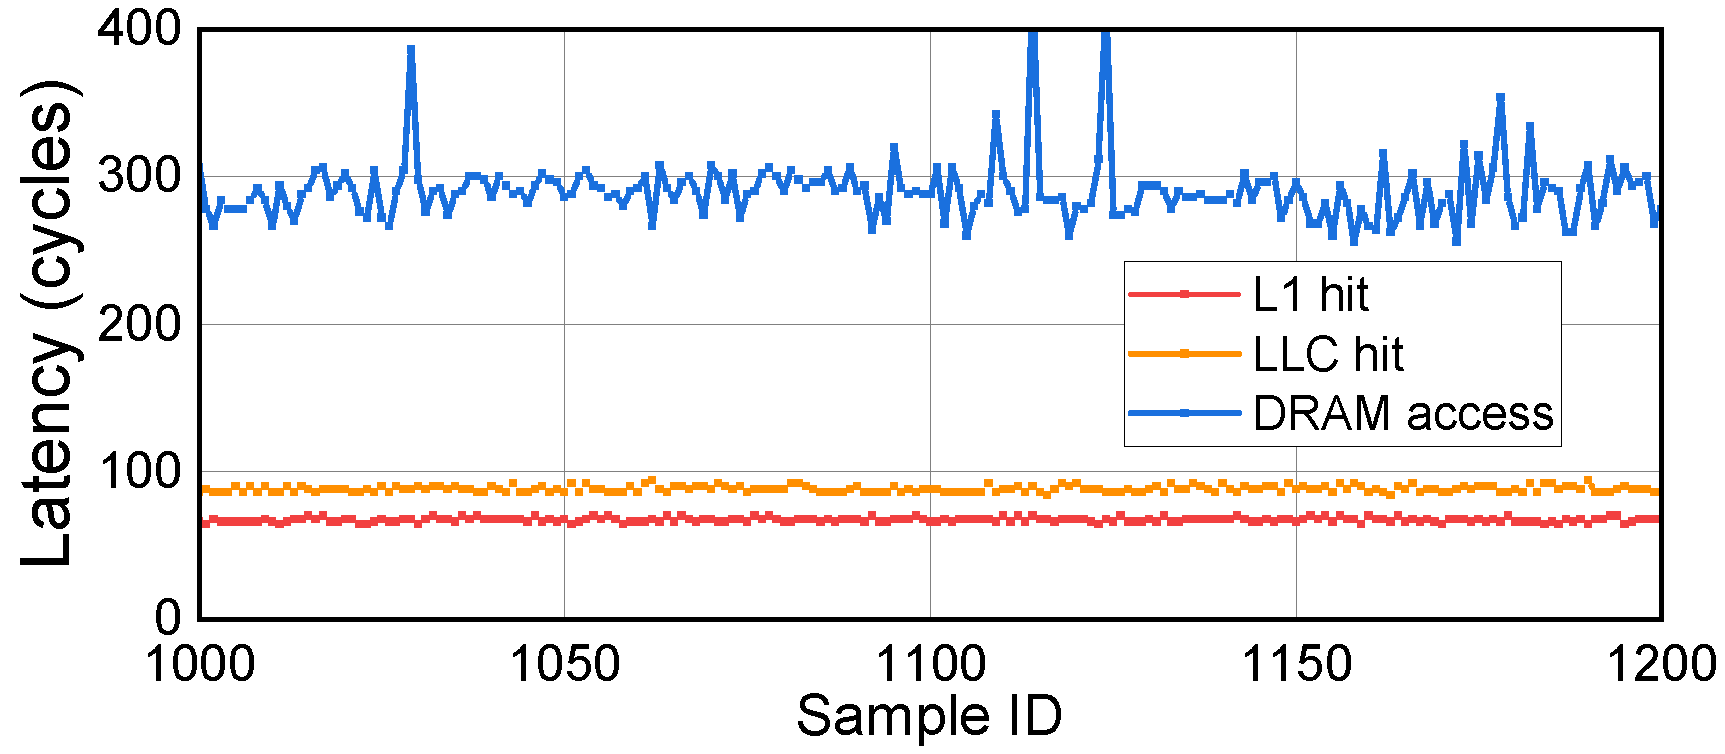 Latency (cycles)
400
300
200
100
0
L1 hit
LLC hit
DRAM access
1000 1050 1100 1150 1200
Sample ID